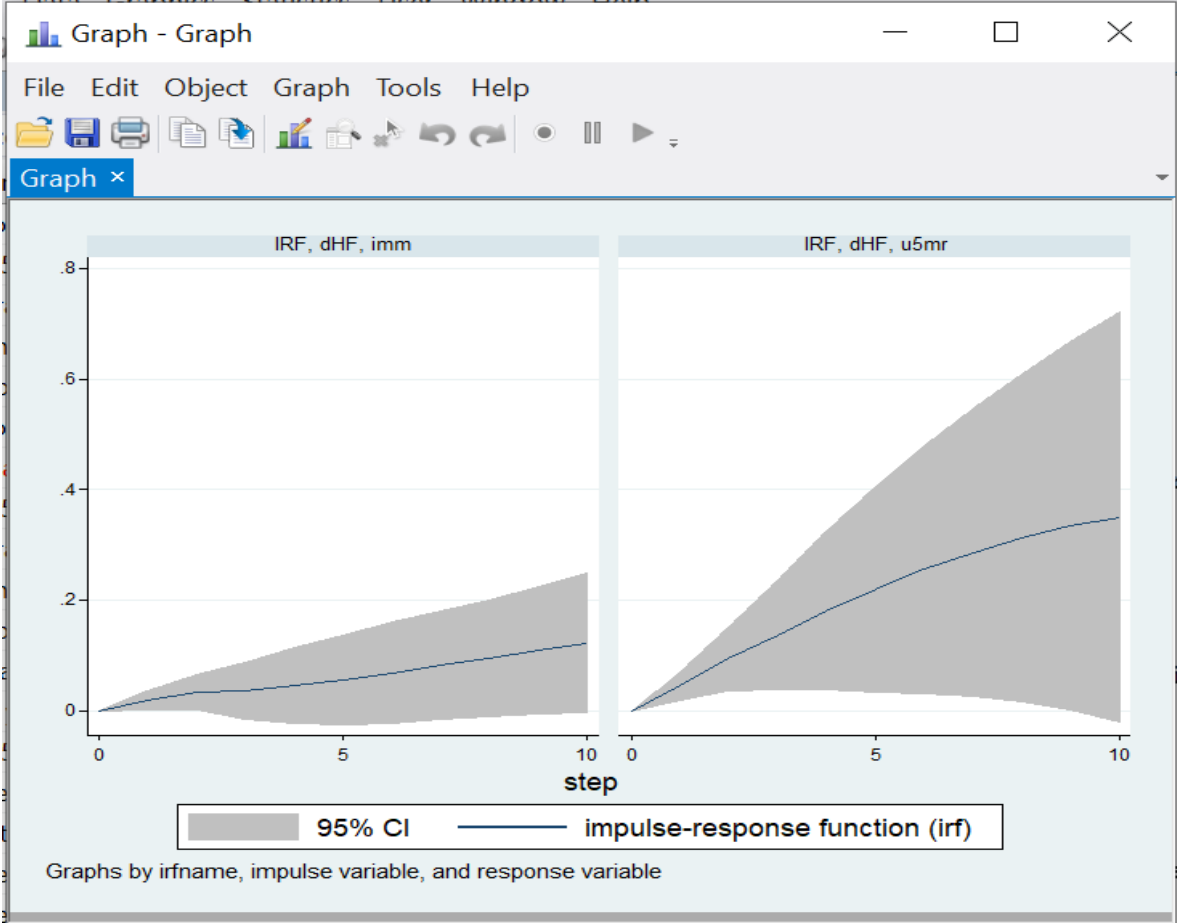 Graph - Graph
File Edit Object Graph Tools Help
Graph ×
IRF, dHF, imm
IRF, dHF, u5mr
.8
.6
.4
.2
0
0 5 10
0 5 10
step
95% CI
impulse-response function (irf)
Graphs by irfname, impulse variable, and response variable